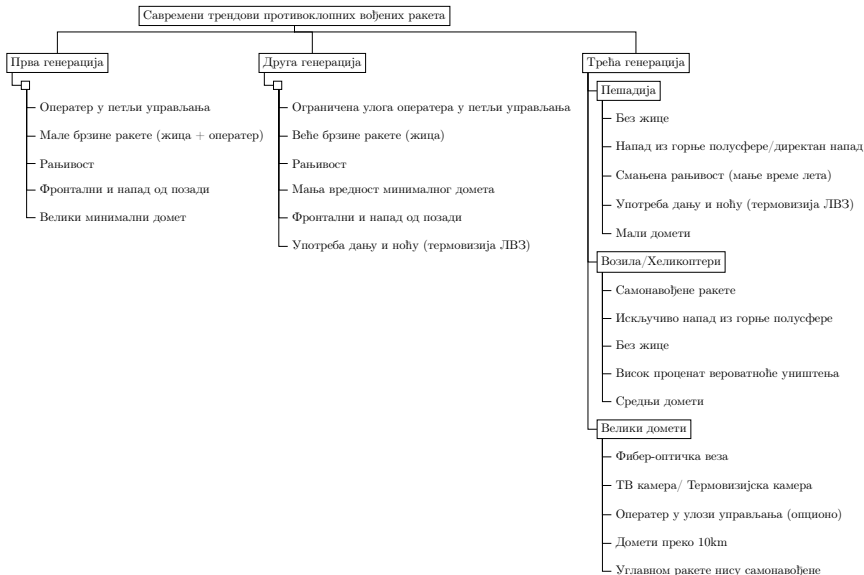 Савремени трендови противоклопних вођених ракета
Прва генерација
Оператер у петљи управљања
Мале брзине ракете (жица + оператер)
Рањивост
Фронтални и напад од позади
Велики минимални домет
Друга генерација
Ограничена улога оператера у петљи управљања
Веће брзине ракете (жица)
Рањивост
Мања вредност минималног домета
Фронтални и напад од позади
Употреба дању и ноћу (термовизија ЛВЗ)
Трећа генерација
Пешадија
Без жице
Напад из горње полусфере/директан напад
Смањена рањивост (мање време лета)
Употреба дању и ноћу (термовизија ЛВЗ)
Мали домети
Возила/Хеликоптери
Самонавођене ракете
Искључиво напад из горње полусфере
Без жице
Висок проценат вероватноће уништења
Средњи домети
Велики домети
Фибер-оптичка веза
ТВ камера/ Термовизијска камера
Оператер у улози управљања (опционо)
Домети преко 10km
Углавном ракете нису самонавођене